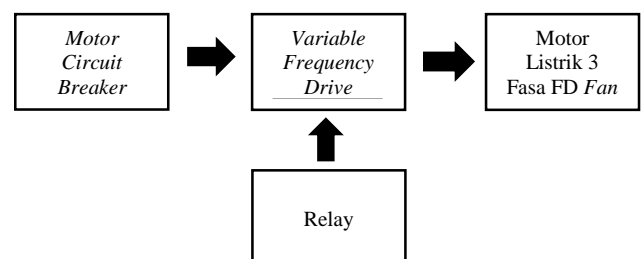 Motor
Circuit
Breaker
Variable
Frequency
Drive
Motor
Listrik 3
Fasa FD Fan
Relay